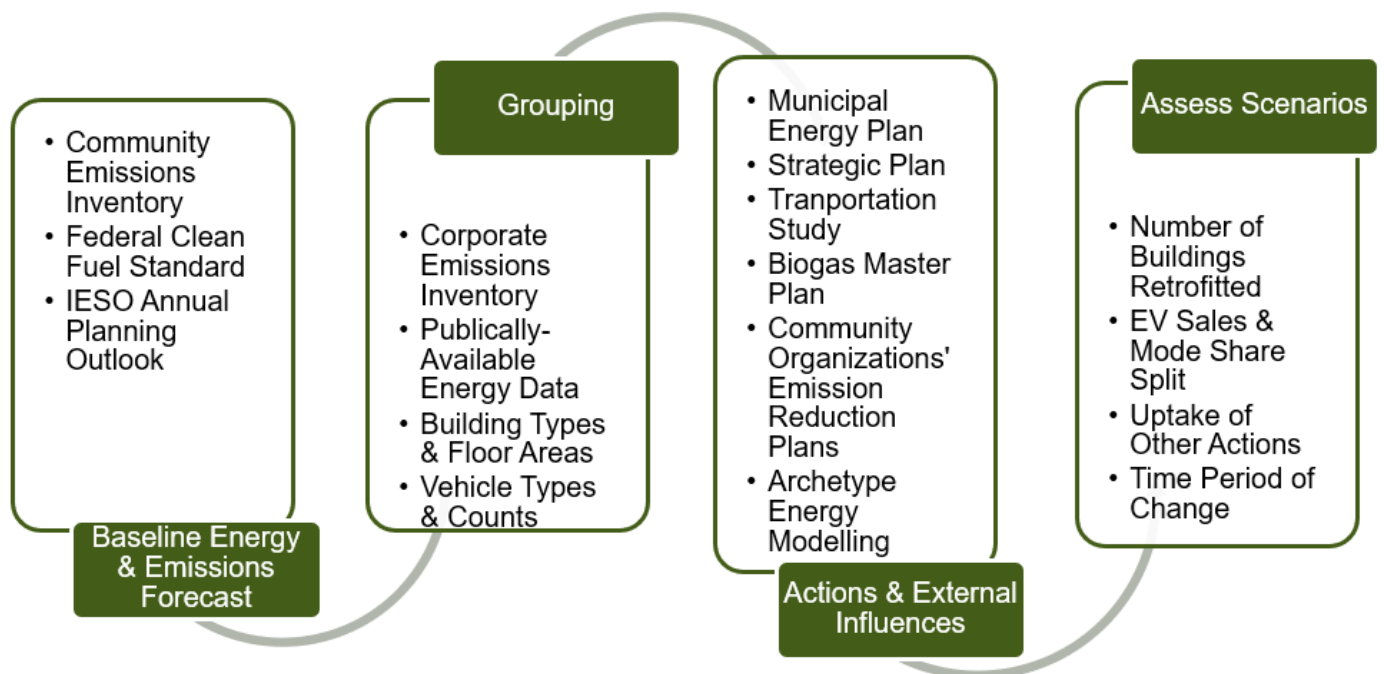 • Community
Emissions
Inventory
• Federal Clean
Fuel Standard
• IESO Annual
Planning
Outlook
Baseline Energy
& Emissions
Forecast
Grouping
• Corporate
Emissions
Inventory
• Publically-
Available
Energy Data
• Building Types
& Floor Areas
• Vehicle Types
& Counts
• Municipal
Energy Plan
• Strategic Plan
• Tranportation
Study
• Biogas Master
Plan
• Community
Organizations'
Emission
Reduction
Plans
• Archetype
Energy
Modelling
Actions & External
Influences
Assess Scenarios
• Number of
Buildings
Retrofitted
• EV Sales &
Mode Share
Split
• Uptake of
Other Actions
• Time Period of
Change